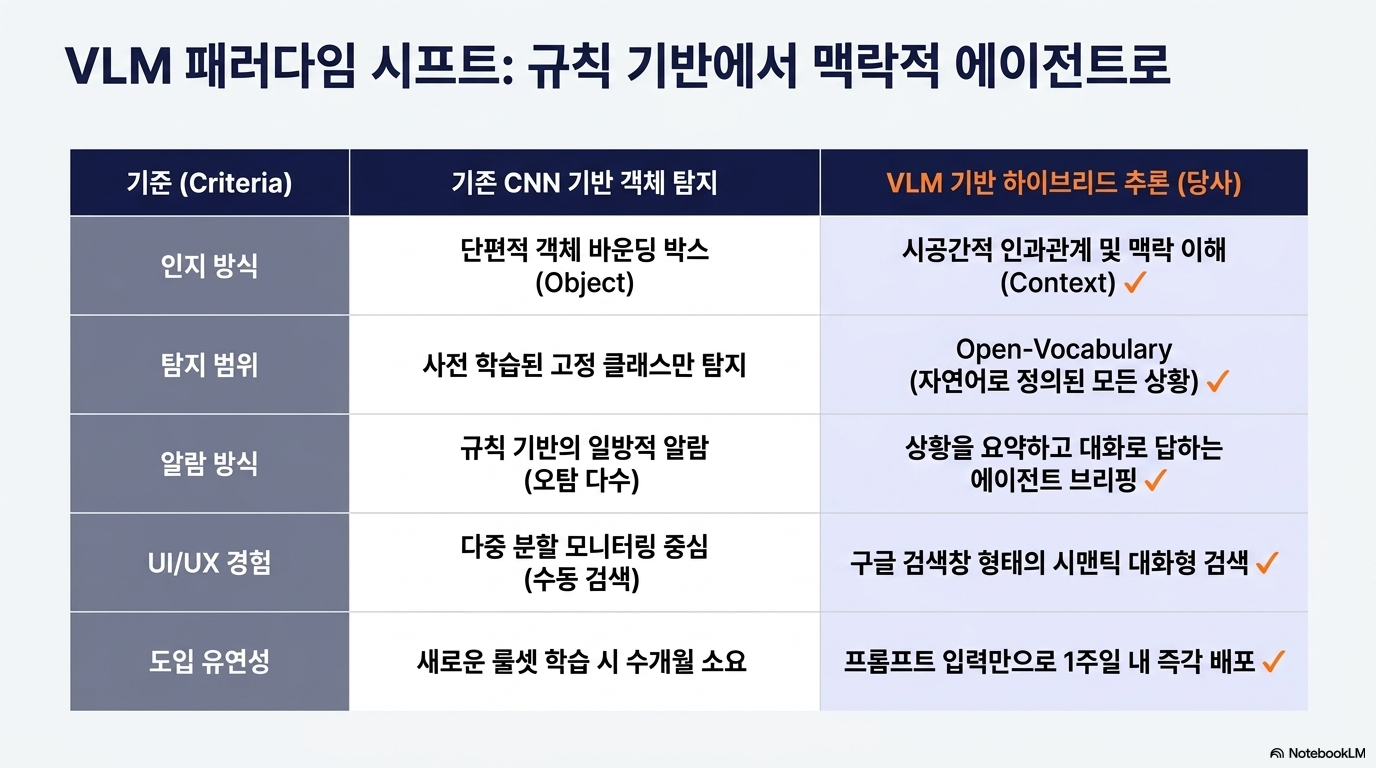 VLM 패러다임 시프트: 규칙 기반에서 맥락적 에이전트로
기준 (Criteria)
기존 CNN 기반 객체 탐지
VLM 기반 하이브리드 추론 (당사)
인지 방식
단편적 객체 바운딩 박스
(Object)
시공간적 인과관계 및 맥락 이해
(Context) ✓
탐지 범위
사전 학습된 고정 클래스만 탐지
Open-Vocabulary
(자연어로 정의된 모든 상황) ✓
알람 방식
규칙 기반의 일방적 알람
(오탐 다수)
상황을 요약하고 대화로 답하는
에이전트 브리핑 ✓
UI/UX 경험
다중 분할 모니터링 중심
(수동 검색)
구글 검색창 형태의 시맨틱 대화형 검색 ✓
도입 유연성
새로운 룰셋 학습 시 수개월 소요
프롬프트 입력만으로 1주일 내 즉각 배포 ✓
NotebookLM